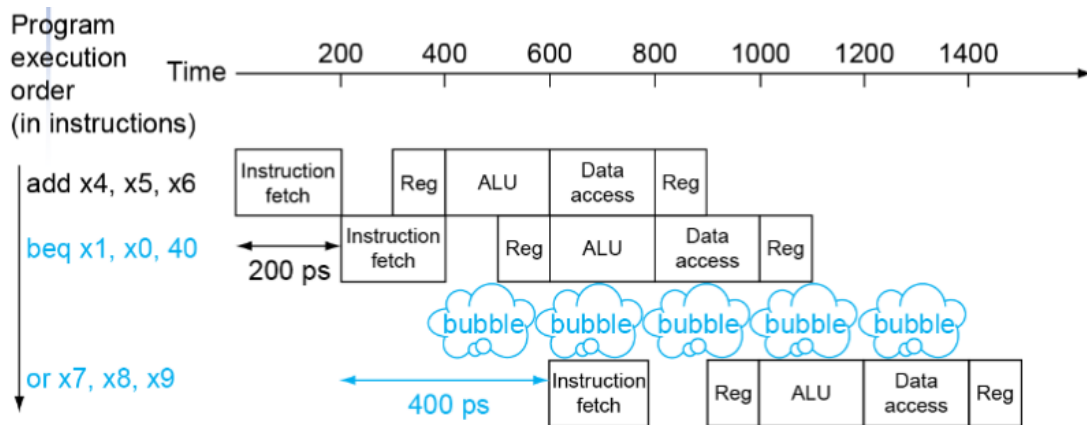 Program
execution
order
(in instructions)
Time
200 400 600 800 1000 1200 1400
add x4, x5, x6
Instruction
fetch
Reg
ALU
Data
access
Reg
beq x1, x0, 40
200 ps
Instruction
fetch
Reg
ALU
Data
access
Reg
bubble bubble bubble bubble bubble
or x7, x8, x9
400 ps
Instruction
fetch
Reg
ALU
Data
access
Reg